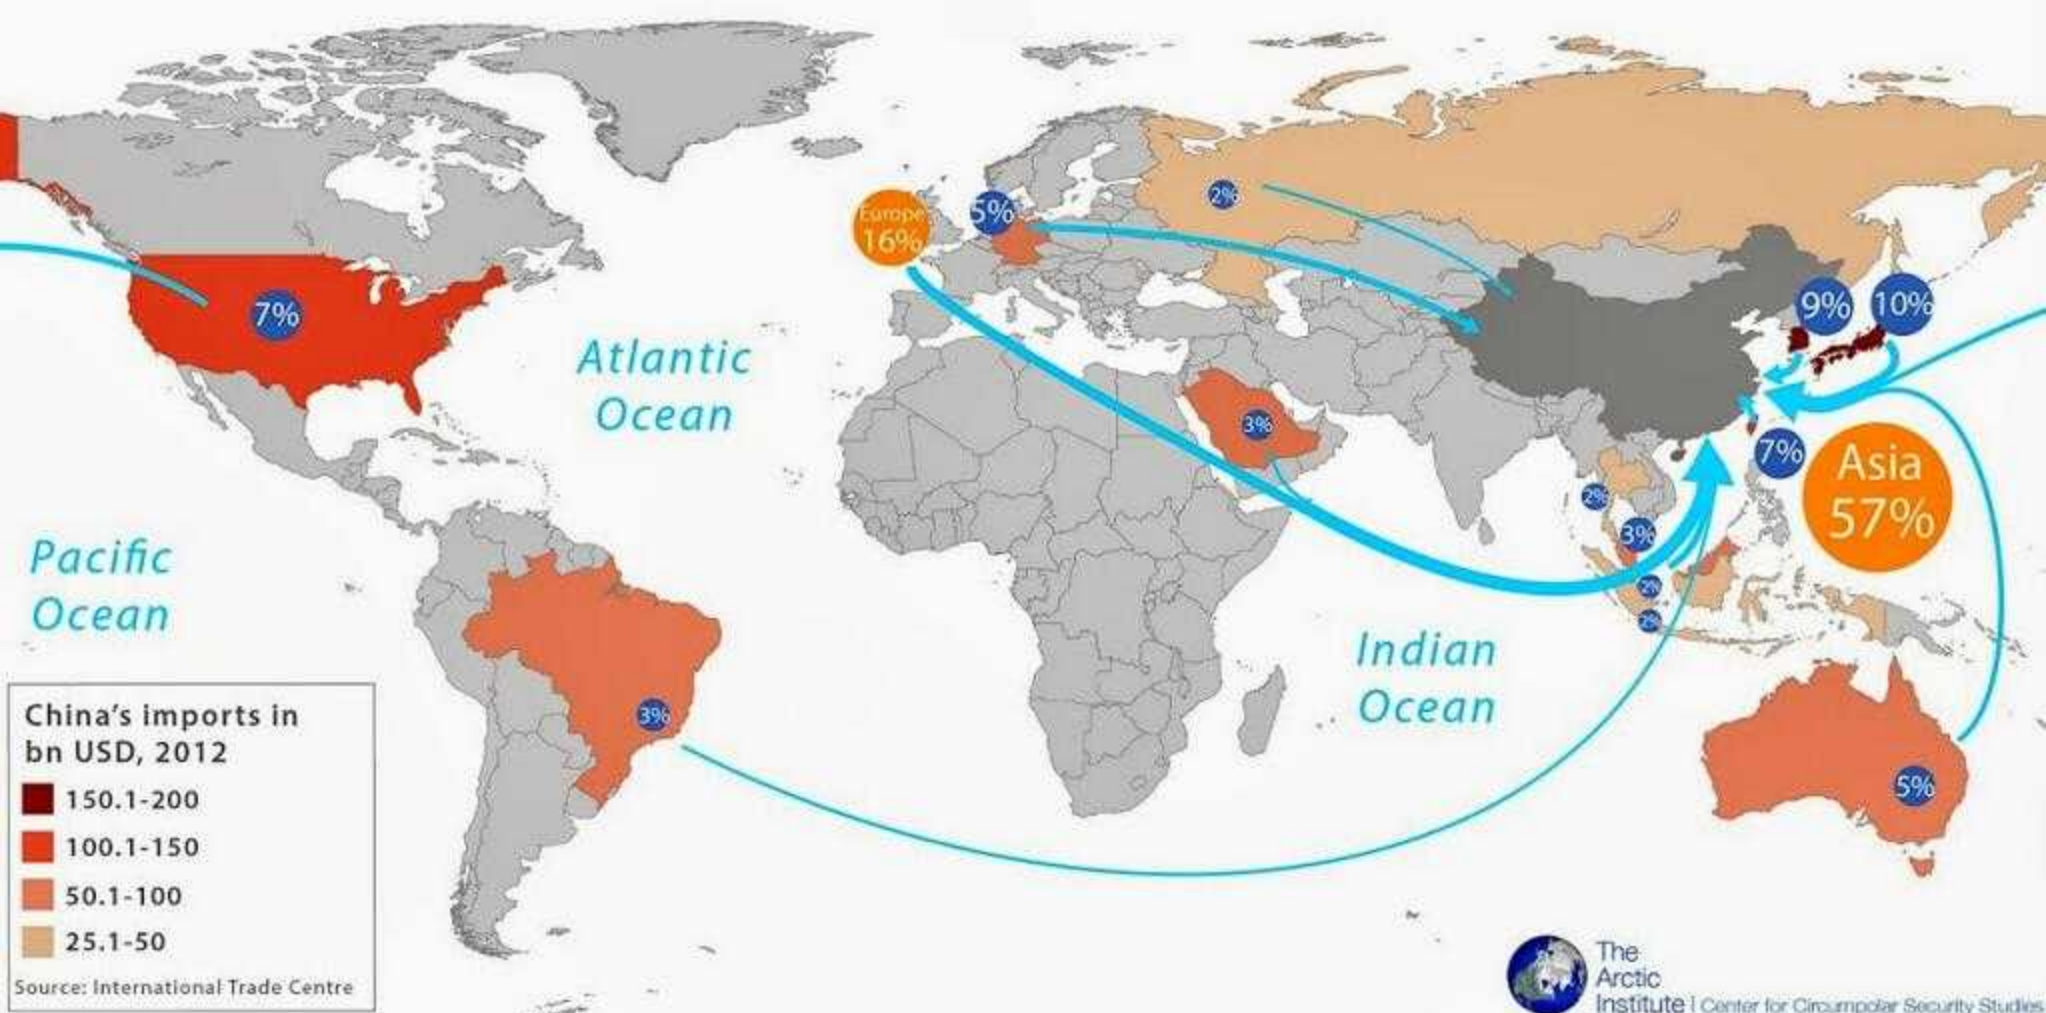 Europe
16%
5%
2%
7%
9%
10%
Atlantic
Ocean
3%
7%
Asia
57%
2%
3%
2%
2%
Pacific
Ocean
Indian
Ocean
3%
5%
China's imports in
bn USD, 2012
150.1-200
100.1-150
50.1-100
25.1-50
Source: International Trade Centre
The
Arctic
Institute | Center for Circumpolar Security Studies